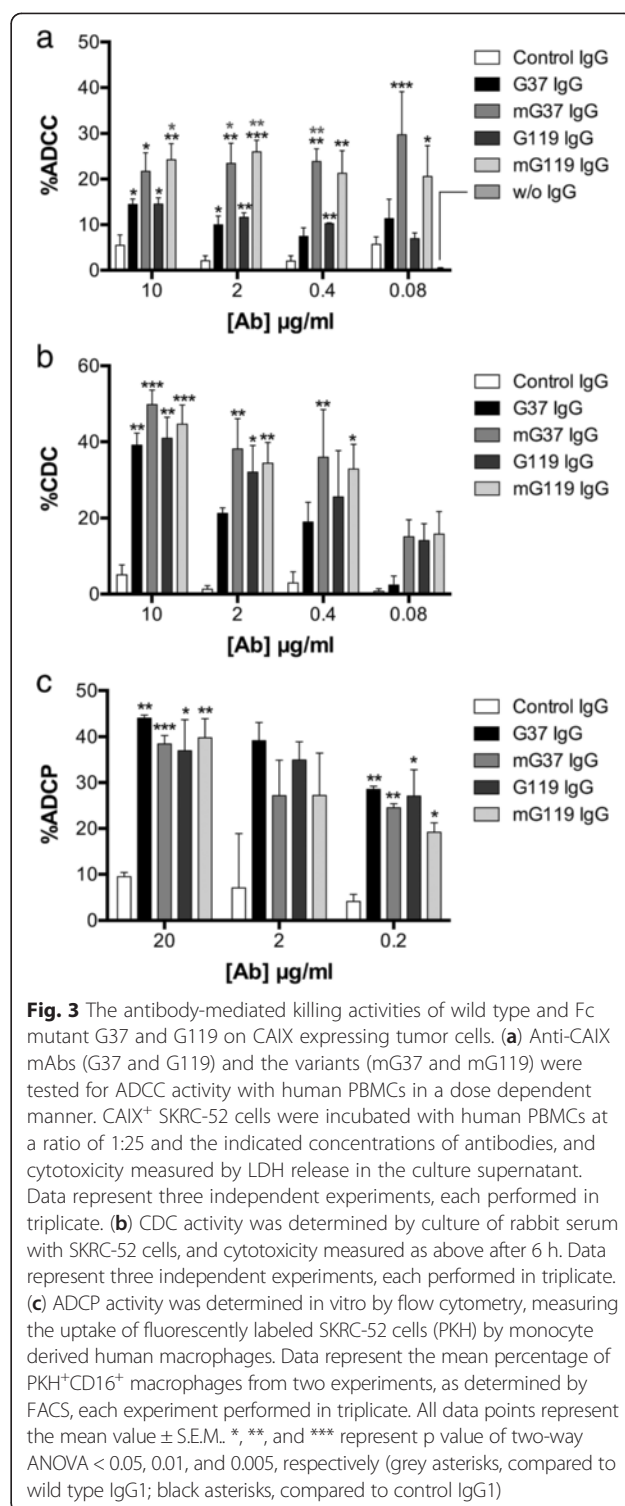 a
50
40
30
20
10
0
%ADCC
* * * ** *
* ** * ** ** ***
** ** ** **
*** *
10 2 0.4 0.08
[Ab] µg/ml
Control IgG
G37 IgG
mG37 IgG
G119 IgG
mG119 IgG
w/o IgG
b
60
40
20
0
%CDC
** *** ** ***
** * **
** *
10 2 0.4 0.08
[Ab] µg/ml
Control IgG
G37 IgG
mG37 IgG
G119 IgG
mG119 IgG
c
50
40
30
20
10
0
%ADCP
** *** * **
** ** * *
20 2 0.2
[Ab] µg/ml
Control IgG
G37 IgG
mG37 IgG
G119 IgG
mG119 IgG
Fig. 3 The antibody-mediated killing activities of wild type and Fc
mutant G37 and G119 on CAIX expressing tumor cells. (a) Anti-CAIX
mAbs (G37 and G119) and the variants (mG37 and mG119) were
tested for ADCC activity with human PBMCs in a dose dependent
manner. CAIX⁺ SKRC-52 cells were incubated with human PBMCs at
a ratio of 1:25 and the indicated concentrations of antibodies, and
cytotoxicity measured by LDH release in the culture supernatant.
Data represent three independent experiments, each performed in
triplicate. (b) CDC activity was determined by culture of rabbit serum
with SKRC-52 cells, and cytotoxicity measured as above after 6 h. Data
represent three independent experiments, each performed in triplicate.
(c) ADCP activity was determined in vitro by flow cytometry, measuring
the uptake of fluorescently labeled SKRC-52 cells (PKH) by monocyte
derived human macrophages. Data represent the mean percentage of
PKH⁺CD16⁺ macrophages from two experiments, as determined by
FACS, each experiment performed in triplicate. All data points represent
the mean value ± S.E.M.. *, **, and *** represent p value of two-way
ANOVA < 0.05, 0.01, and 0.005, respectively (grey asterisks, compared to
wild type IgG1; black asterisks, compared to control IgG1)